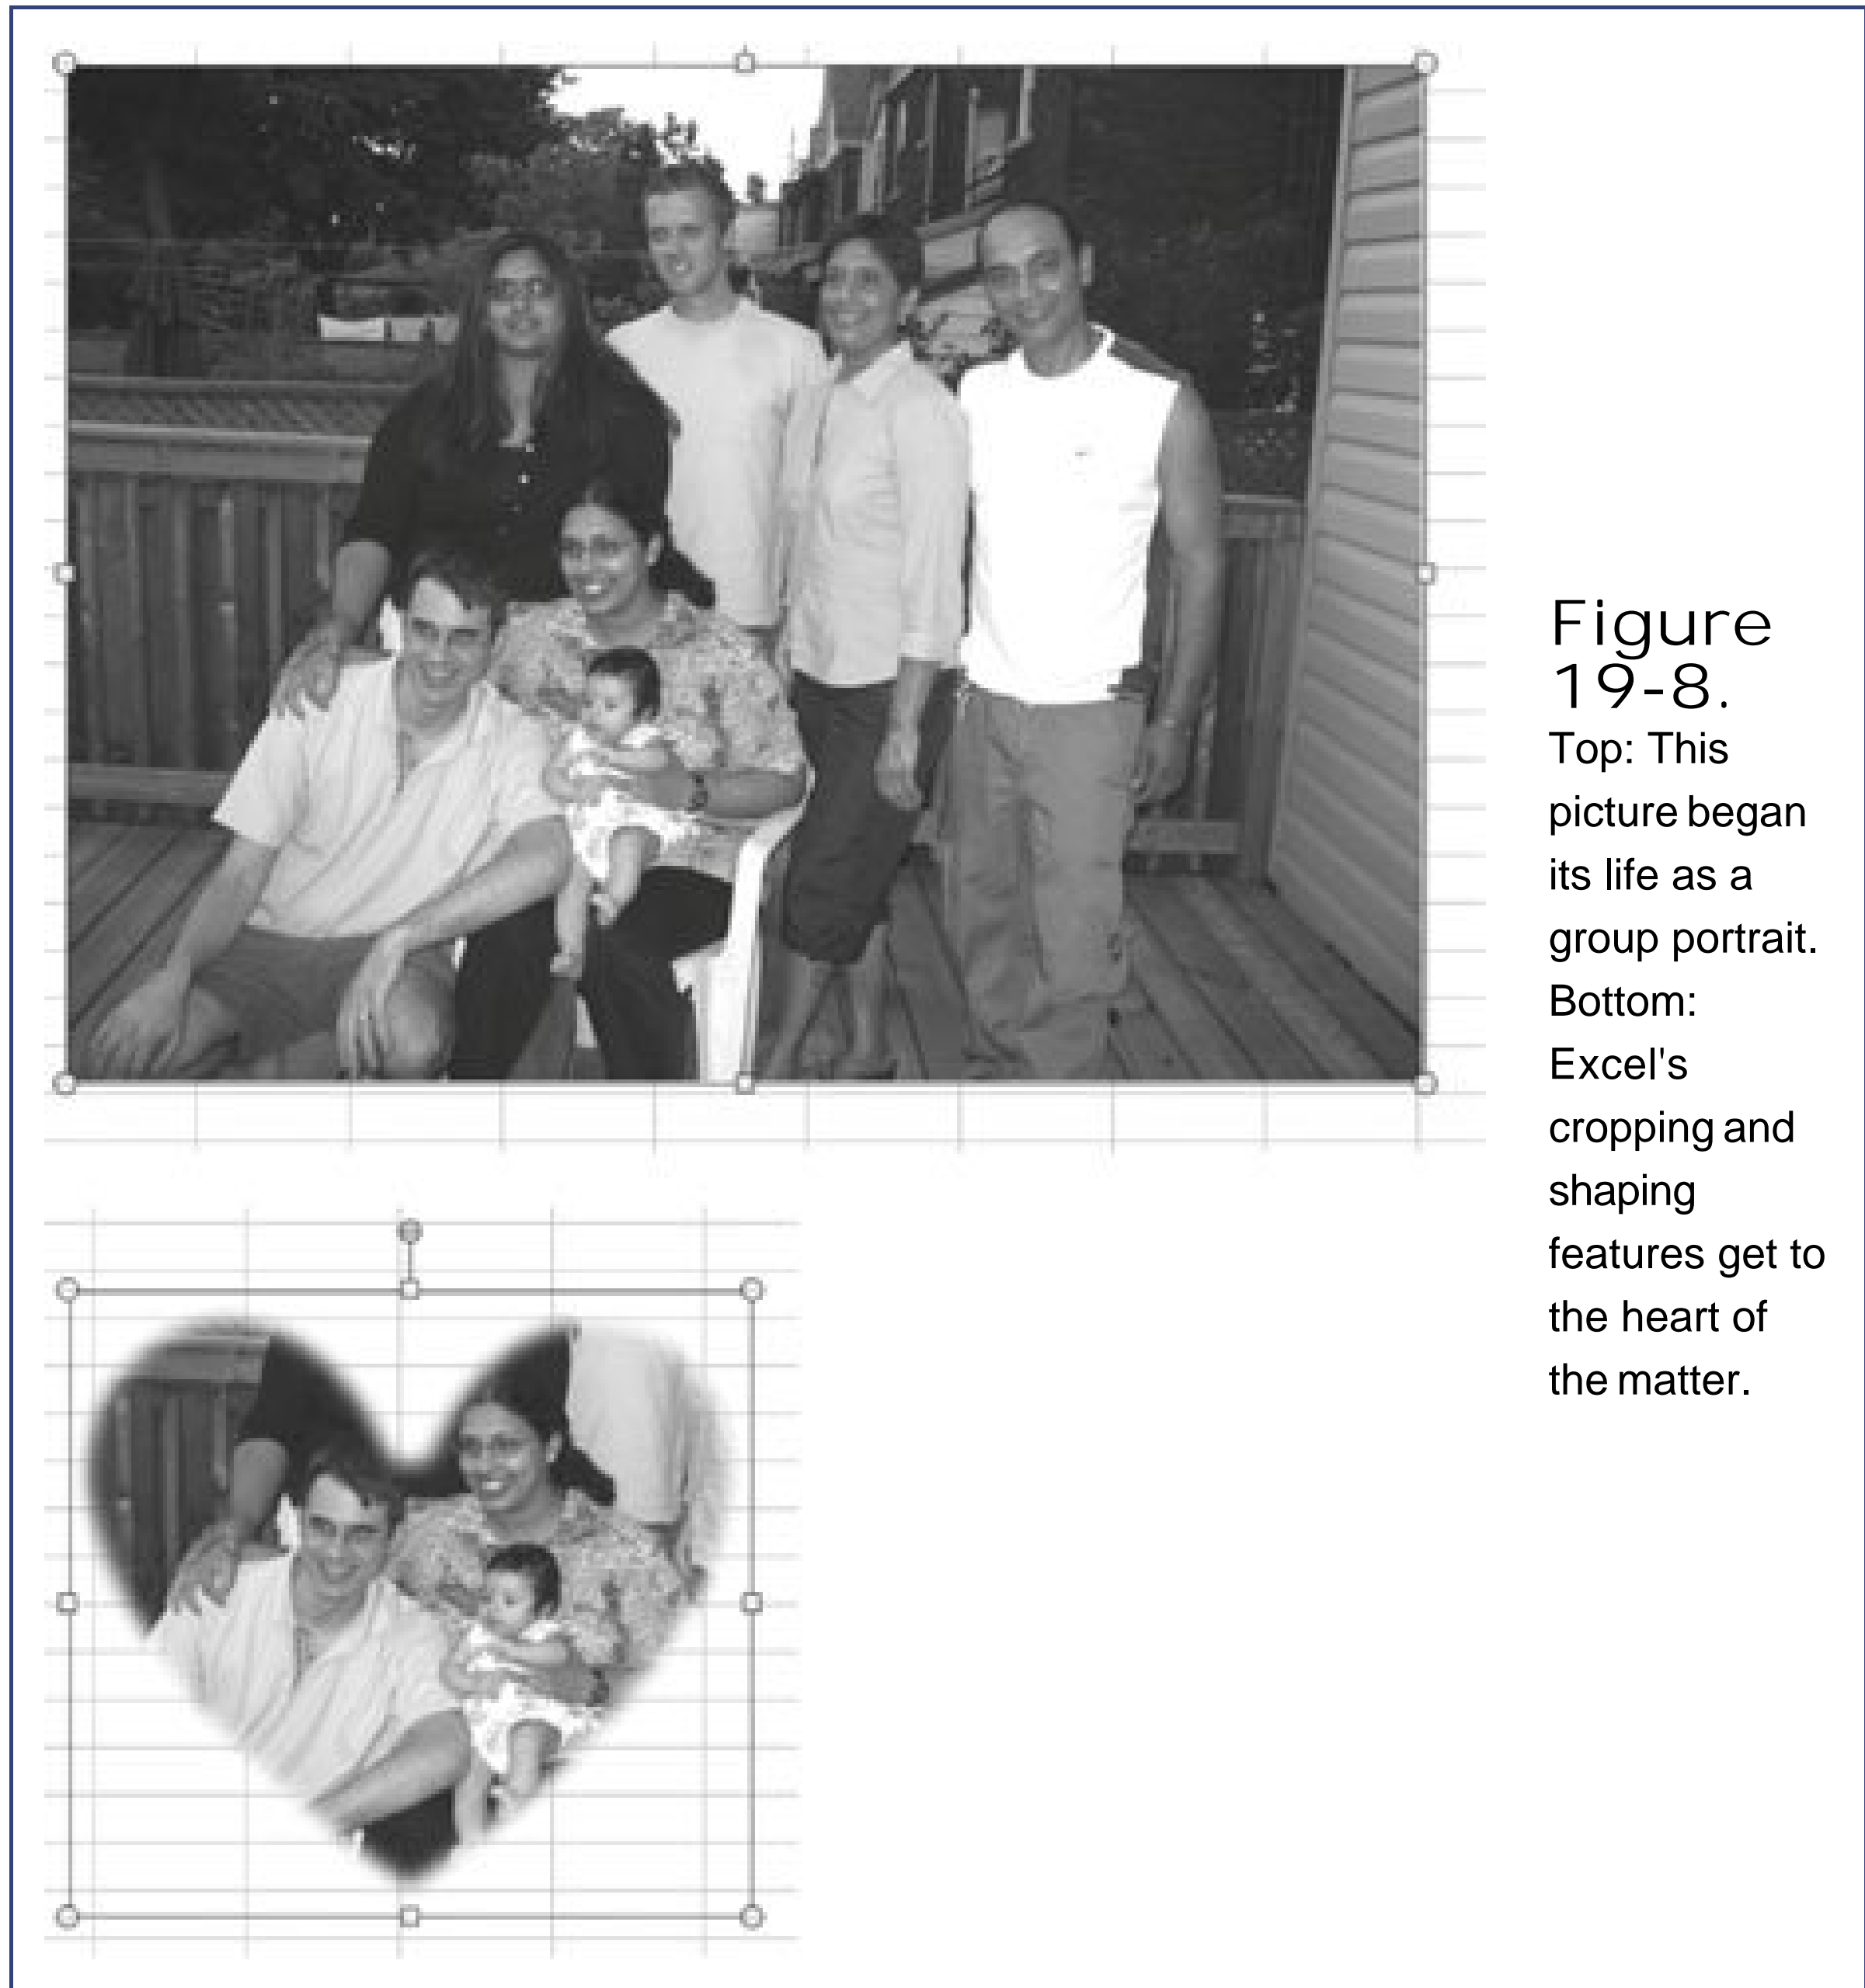 Figure
19-8.
Top: This
picture began
its life as a
group portrait.
Bottom:
Excel's
cropping and
shaping
features get to
the heart of
the matter.